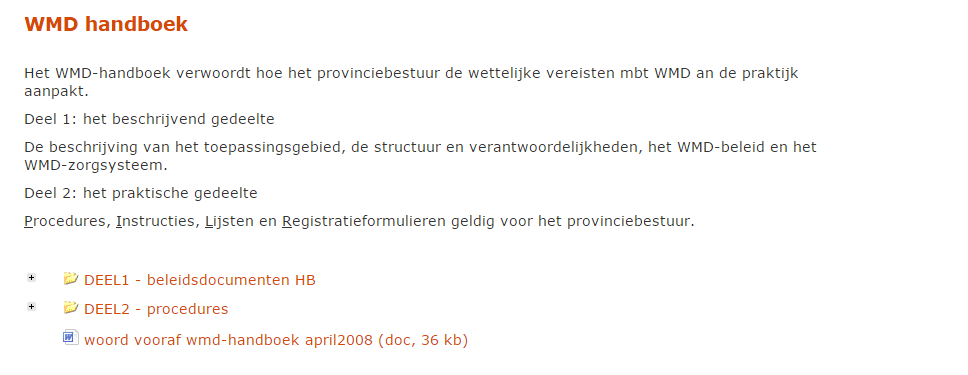 WMD handboek
Het WMD-handboek verwoordt hoe het provinciebestuur de wettelijke vereisten mbt WMD an de praktijk
aanpakt.
Deel 1: het beschrijvend gedeelte
De beschrijving van het toepassingsgebied, de structuur en verantwoordelijkheden, het WMD-beleid en het
WMD-zorgsysteem.
Deel 2: het praktische gedeelte
Procedures, Instructies, Lijsten en Registratieformulieren geldig voor het provinciebestuur.
DEEL1 - beleidsdocumenten HB
DEEL2 - procedures
woord vooraf wmd-handboek april2008 (doc, 36 kb)